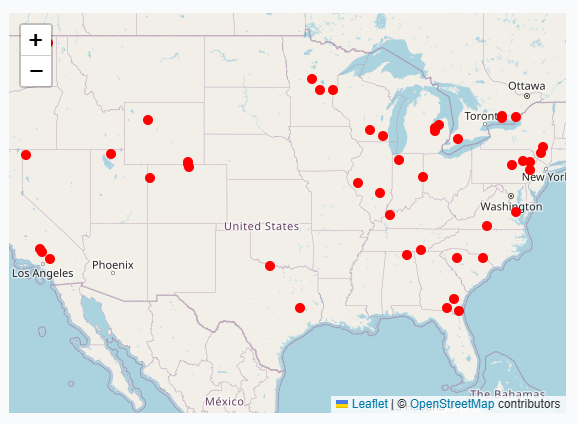 +
−
Ottawa
Toronto
New York
Washington
United States
Los Angeles
Phoenix
México
The Bahamas
Leaflet | © OpenStreetMap contributors